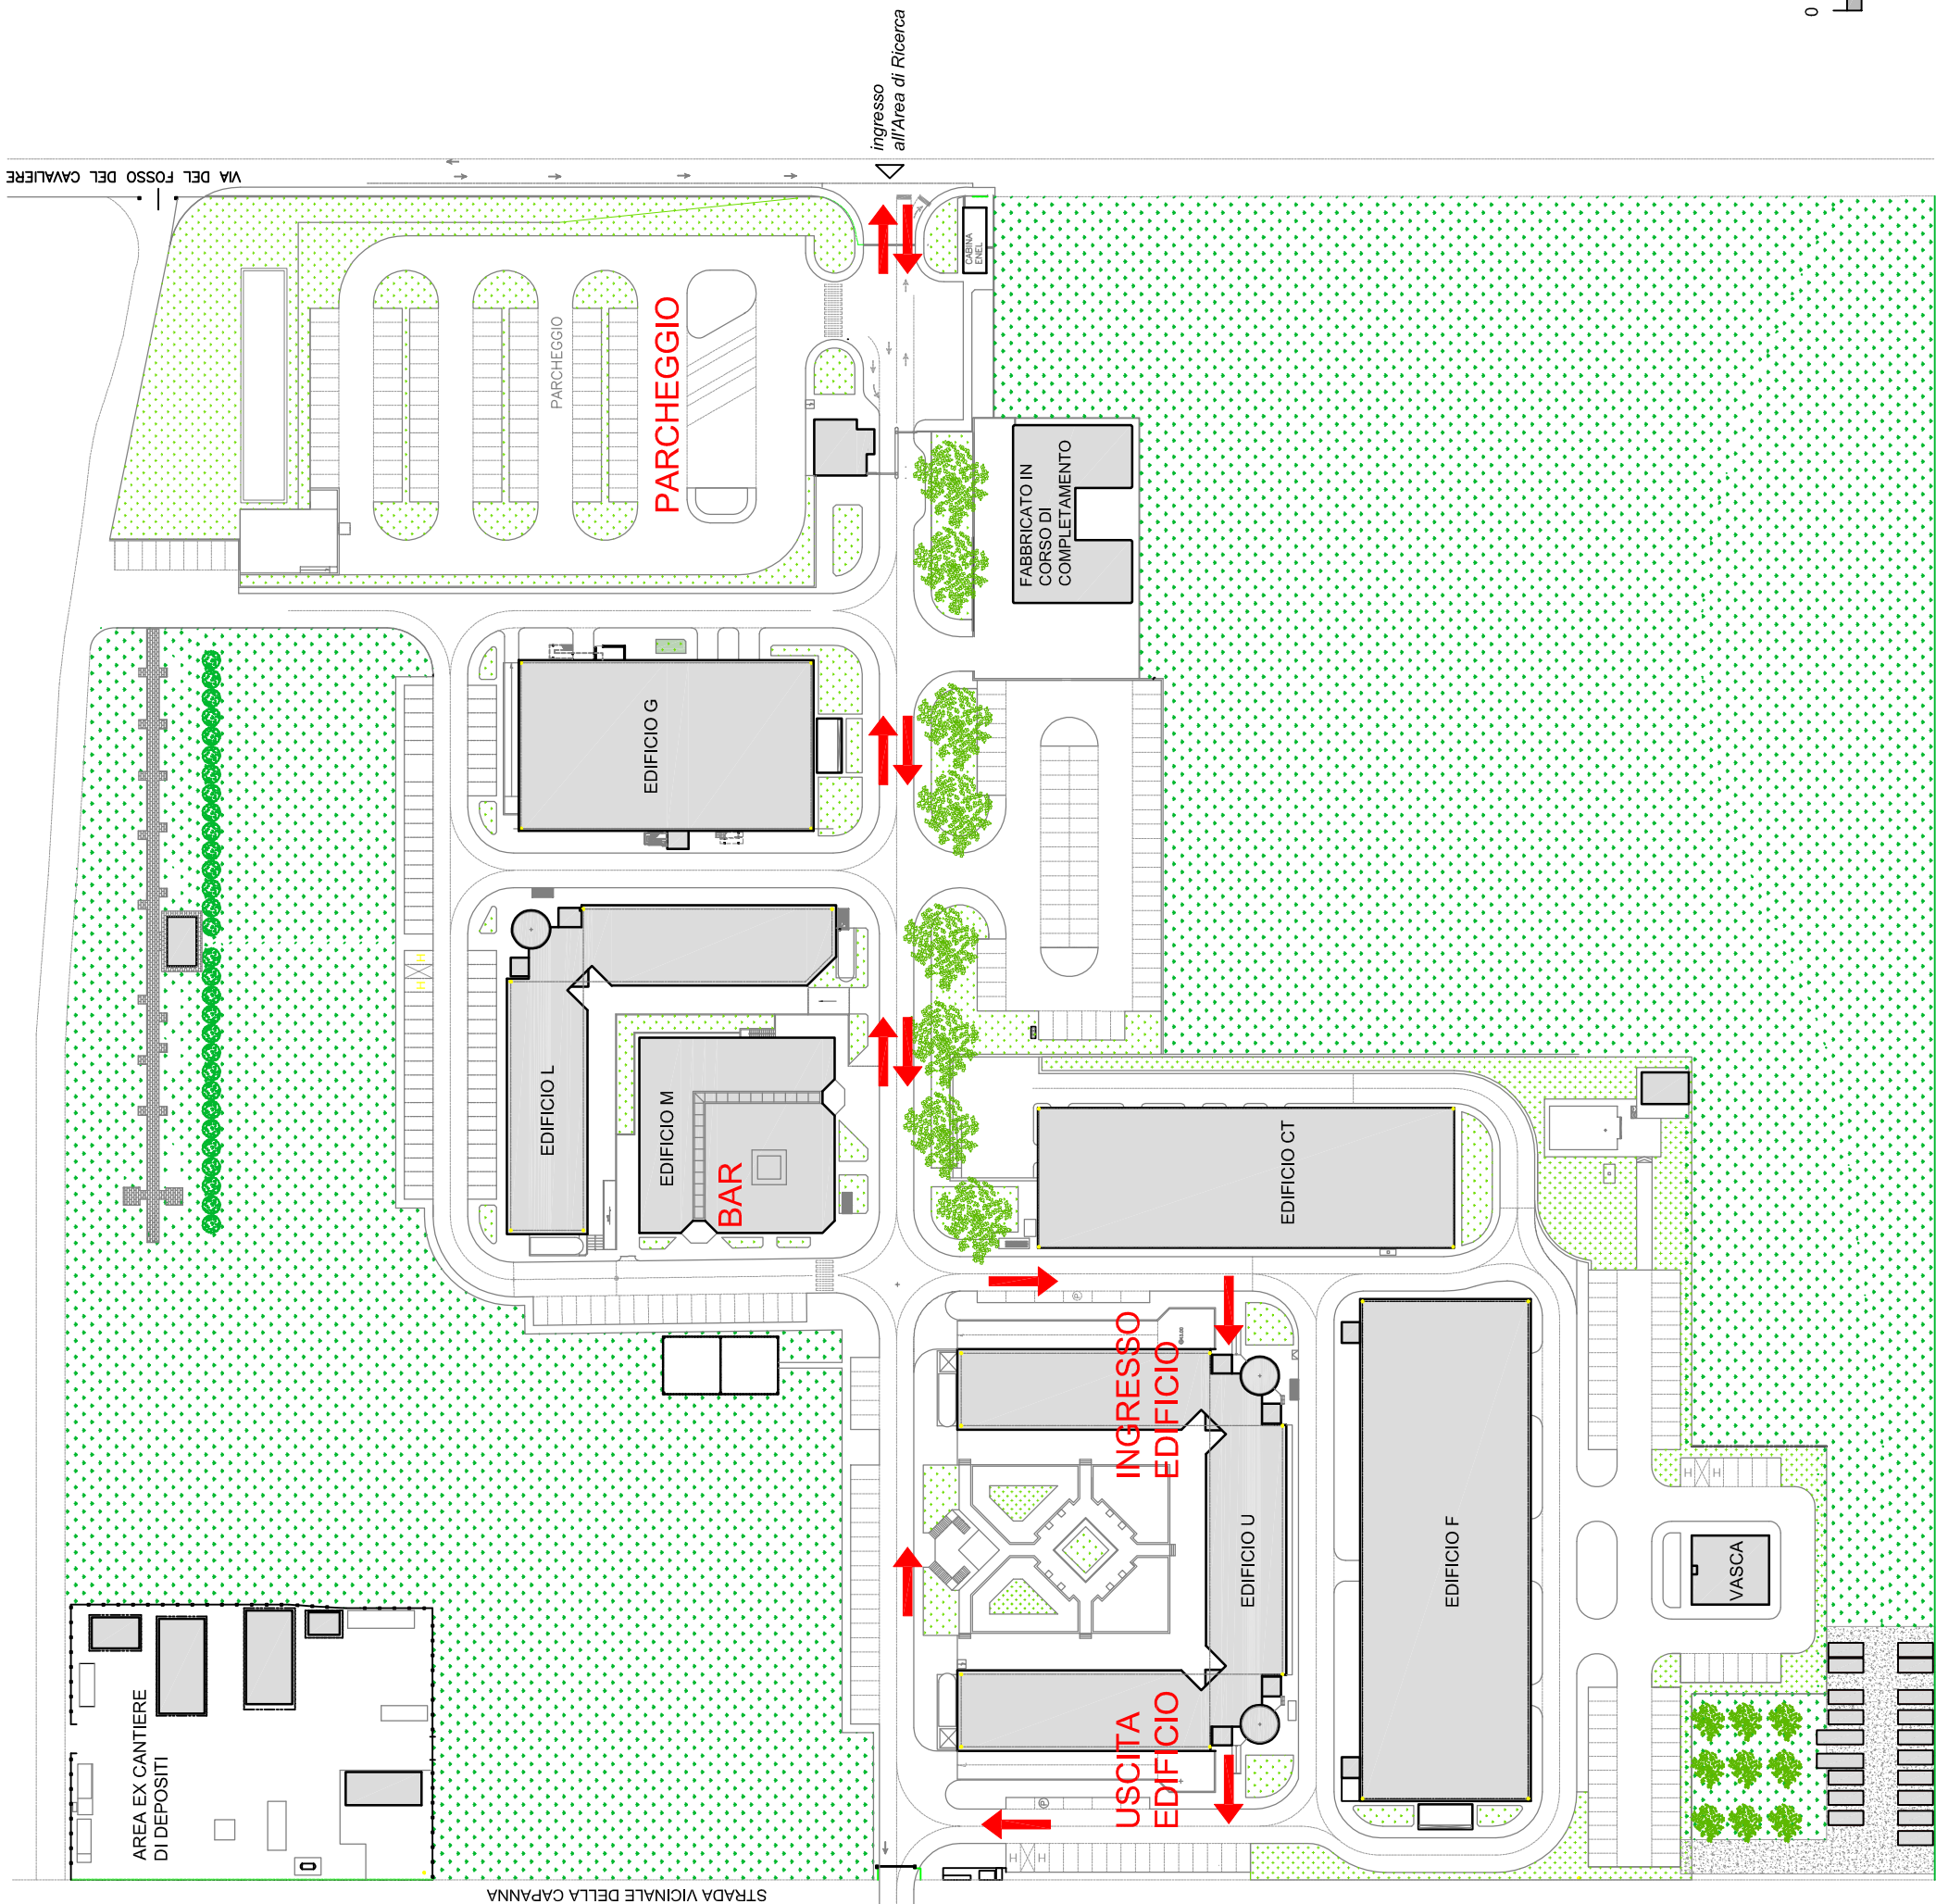 VIA DEL FOSSO DEL CAVALIERE
ingresso
all'Area di Ricerca
0
CABINA
ENEL
PARCHEGGIO
PARCHEGGIO
FABBRICATO IN
CORSO DI
COMPLETAMENTO
EDIFICIO G
H
H
EDIFICIO L
EDIFICIO M
BAR
EDIFICIO CT
P
INGRESSO
EDIFICIO
EDIFICIO U
EDIFICIO F
H
H
VASCA
AREA EX CANTIERE
DI DEPOSITI
USCITA
EDIFICIO
P
H
H
STRADA VICINALE DELLA CAPANNA